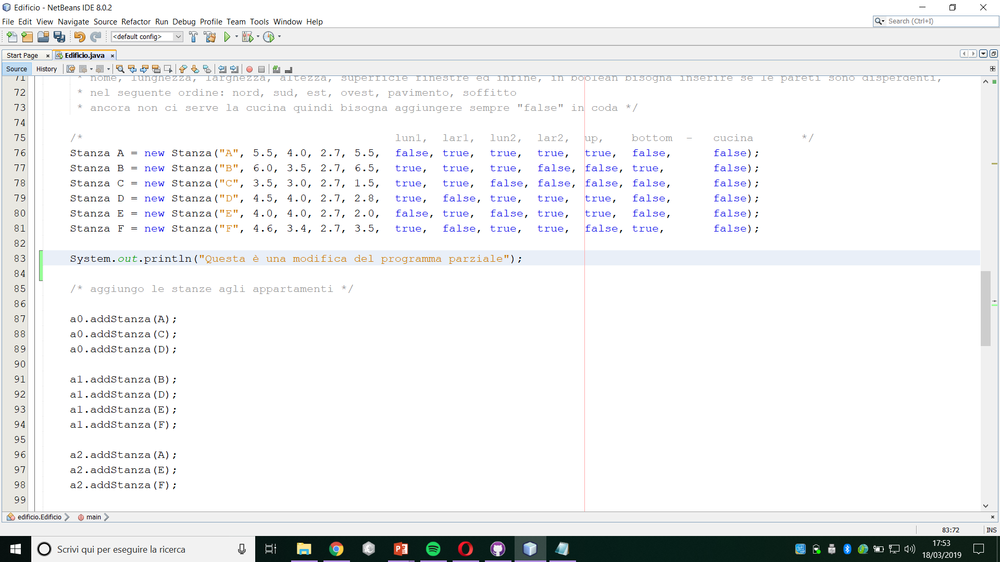 Edificio - NetBeans IDE 8.0.2
File Edit View Navigate Source Refactor Run Debug Profile Team Tools Window Help
Search (Ctrl+I)
<default config>
Start Page
Edificio.java
Source History
71 * nome, lunghezza, larghezza, altezza, superficie finestre ed infine, in boolean bisogna inserire se le pareti sono disperdenti,
72 * nel seguente ordine: nord, sud, est, ovest, pavimento, soffitto
73 * ancora non ci serve la cucina quindi bisogna aggiungere sempre "false" in coda */
74
75 /* lun1, lar1, lun2, lar2, up, bottom - cucina */
76 Stanza A = new Stanza("A", 5.5, 4.0, 2.7, 5.5, false, true, true, true, true, false, false);
77 Stanza B = new Stanza("B", 6.0, 3.5, 2.7, 6.5, true, true, true, false, false, true, false);
78 Stanza C = new Stanza("C", 3.5, 3.0, 2.7, 1.5, true, true, false, false, false, false, false);
79 Stanza D = new Stanza("D", 4.5, 4.0, 2.7, 2.8, true, false, true, true, true, false, false);
80 Stanza E = new Stanza("E", 4.0, 4.0, 2.7, 2.0, false, true, false, true, true, false, false);
81 Stanza F = new Stanza("F", 4.6, 3.4, 2.7, 3.5, true, false, true, true, false, true, false);
82
83 System.out.println("Questa è una modifica del programma parziale");
84
85 /* aggiungo le stanze agli appartamenti */
86
87 a0.addStanza(A);
88 a0.addStanza(C);
89 a0.addStanza(D);
90
91 a1.addStanza(B);
92 a1.addStanza(D);
93 a1.addStanza(E);
94 a1.addStanza(F);
95
96 a2.addStanza(A);
97 a2.addStanza(E);
98 a2.addStanza(F);
99
edificio.Edificio main
83:72 INS
Scrivi qui per eseguire la ricerca
17:53
18/03/2019